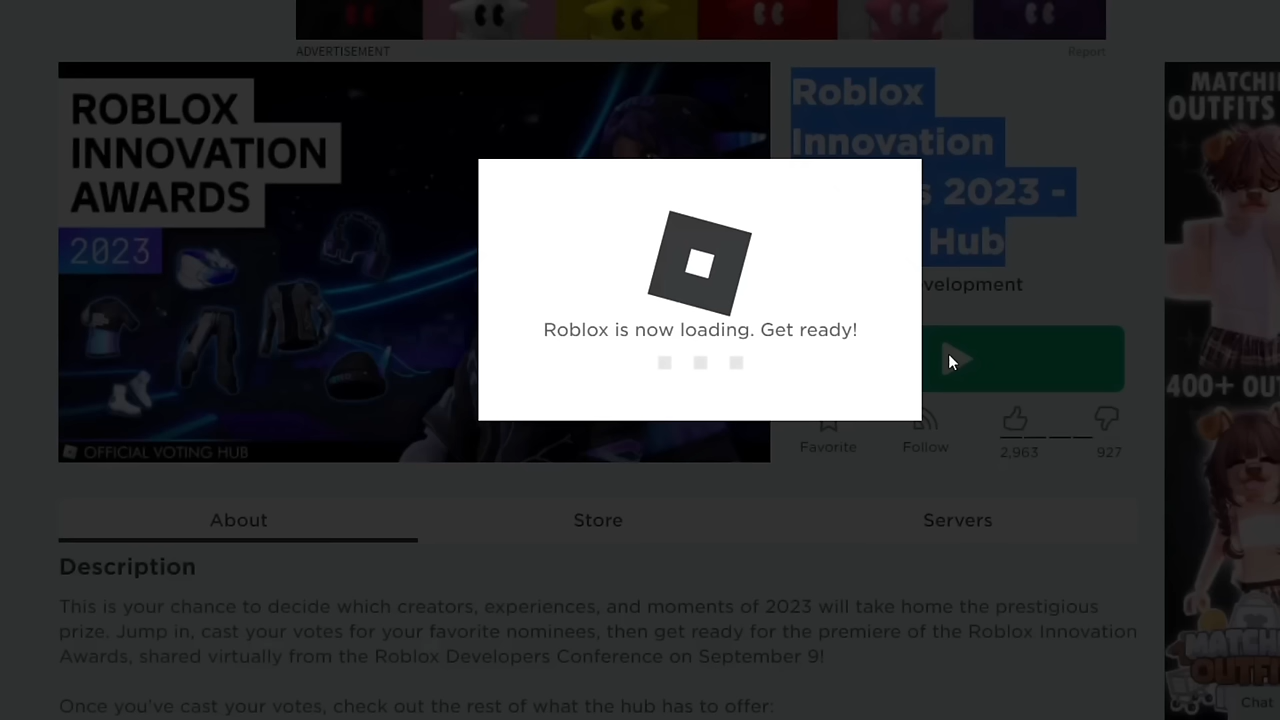 ADVERTISEMENT
Report
ROBLOX
INNOVATION
AWARDS
2023
OFFICIAL VOTING HUB
Roblox
Innovation
s 2023 -
Hub
velopment
Roblox is now loading. Get ready!
Favorite
Follow
2,963
927
MATCHI
OUTFITS
400+ OU
MATCH
OUTF
Chat
About
Store
Servers
Description
This is your chance to decide which creators, experiences, and moments of 2023 will take home the prestigious
prize. Jump in, cast your votes for your favorite nominees, then get ready for the premiere of the Roblox Innovation
Awards, shared virtually from the Roblox Developers Conference on September 9!
Once you've cast your votes, check out the rest of what the hub has to offer: